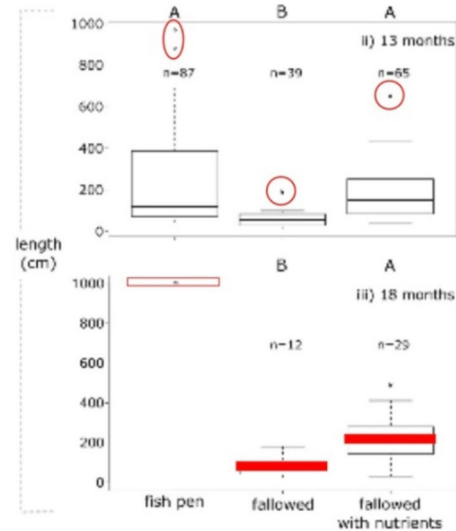 A B A
ii) 13 months
1000
n=87 n=39 n=65
800
600
400
200
0
length
(cm)
B A
iii) 18 months
1000
800
n=12 n=29
600
400
200
0
fish pen fallowed fallowed
with nutrients